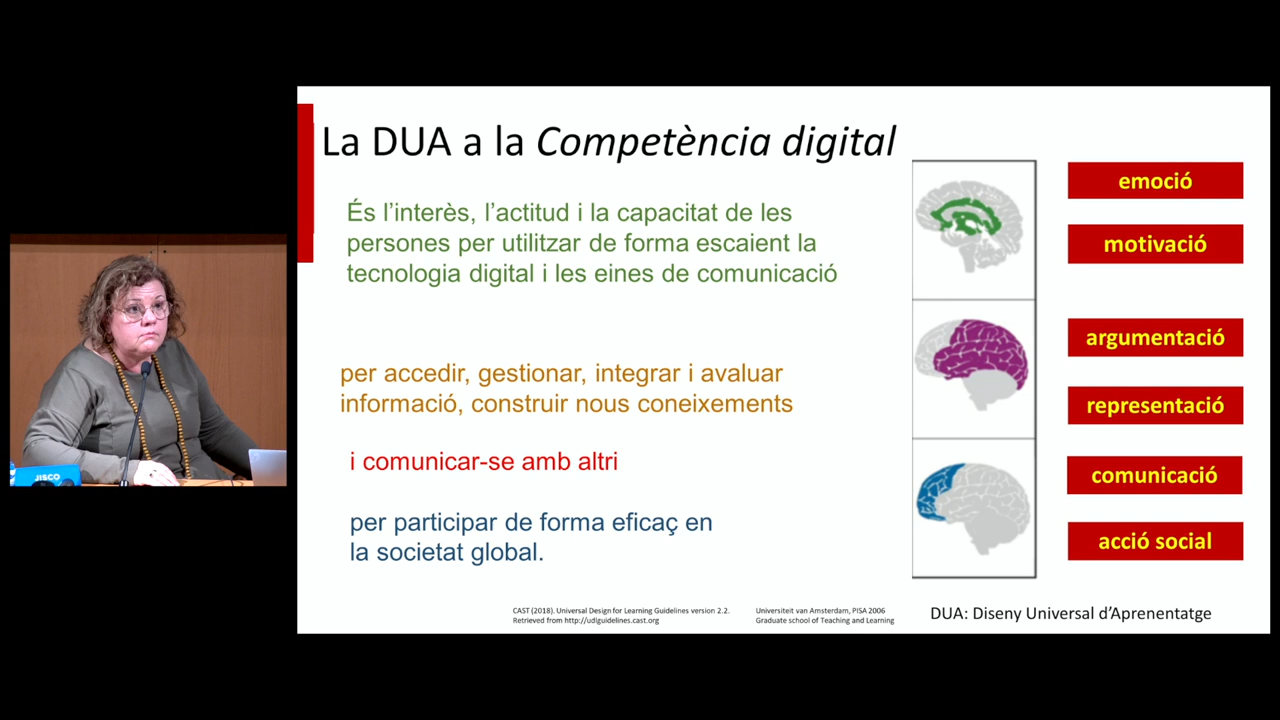 La DUA a la Competència digital
És l’interès, l’actitud i la capacitat de les
persones per utilitzar de forma escaient la
tecnologia digital i les eines de comunicació
per accedir, gestionar, integrar i avaluar
informació, construir nous coneixements
i comunicar-se amb altri
per participar de forma eficaç en
la societat global.
emoció
motivació
argumentació
representació
comunicació
acció social
CAST (2018). Universal Design for Learning Guidelines version 2.2.
Retrieved from http://udlguidelines.cast.org
Universiteit van Amsterdam, PISA 2006
Graduate school of Teaching and Learning
DUA: Diseny Universal d’Aprenentatge
JISCO